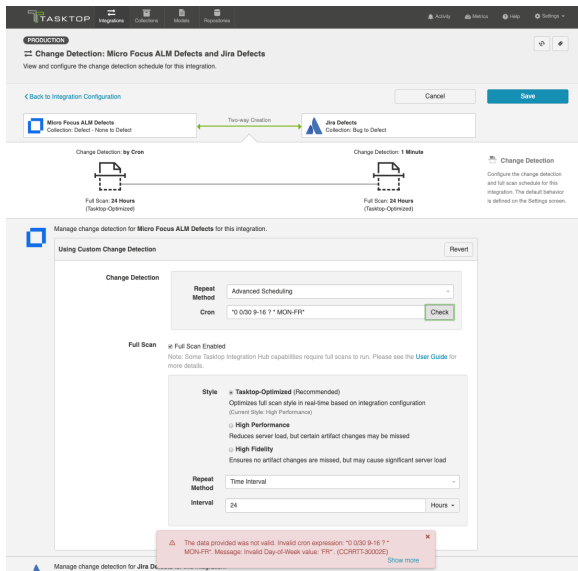 TASKTOP
Integrations
Collections
Models
Repositories
Activity
Metrics
Help
Settings
PRODUCTION
Change Detection: Micro Focus ALM Defects and Jira Defects
View and configure the change detection schedule for this integration.
Back to Integration Configuration
Cancel
Save
Micro Focus ALM Defects
Collection: Defect - None to Defect
Two-way Creation
Jira Defects
Collection: Bug to Defect
Change Detection: by Cron
Full Scan: 24 Hours
(Tasktop-Optimized)
Change Detection: 1 Minute
Full Scan: 24 Hours
(Tasktop-Optimized)
Change Detection
Configure the change detection
and full scan schedule for this
integration. The default behavior
is defined on the Settings screen.
Manage change detection for Micro Focus ALM Defects for this integration.
Using Custom Change Detection
Revert
Change Detection
Repeat
Method
Advanced Scheduling
Cron
"0 0/30 9-16 ? * MON-FR"
Check
Full Scan
Full Scan Enabled
Note: Some Tasktop Integration Hub capabilities require full scans to run. Please see the User Guide for
more details.
Style
Tasktop-Optimized (Recommended)
Optimizes full scan style in real-time based on integration configuration
(Current Style: High Performance)
High Performance
Reduces server load, but certain artifact changes may be missed
High Fidelity
Ensures no artifact changes are missed, but may cause significant server load
Repeat
Method
Time Interval
Interval
24
Hours
The data provided was not valid. Invalid cron expression: "0 0/30 9-16 ? *
MON-FR". Message: Invalid Day-of-Week value: 'FR"'. (CCRRTT-30002E)
Show more
Manage change detection for Jira Defects for this integration.